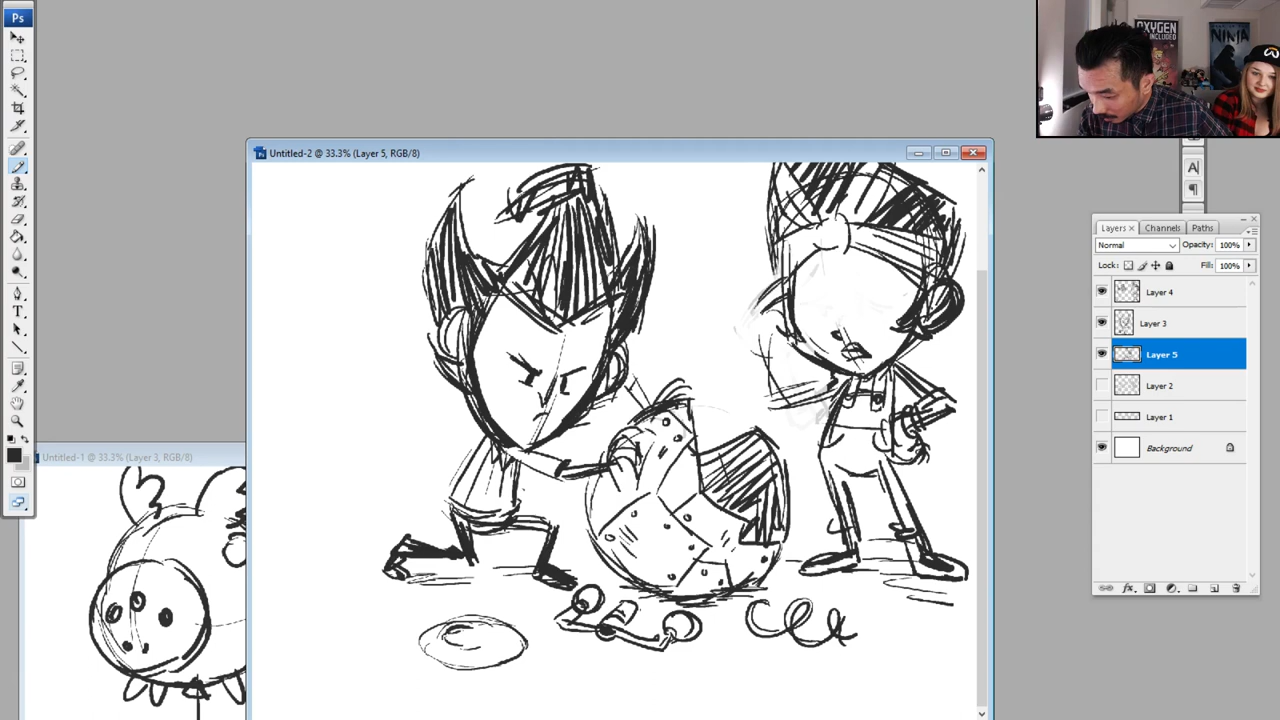 Ps
OXYGEN
INCLUDED
NINJA
Untitled-2 @ 33.3% (Layer 5, RGB/8)
Layers × Channels Paths
Normal Opacity: 100%
Lock: Fill: 100%
Layer 4
Layer 3
Layer 5
Layer 2
Layer 1
Background
Untitled-1 @ 33.3% (Layer 3, RGB/8)
T
A